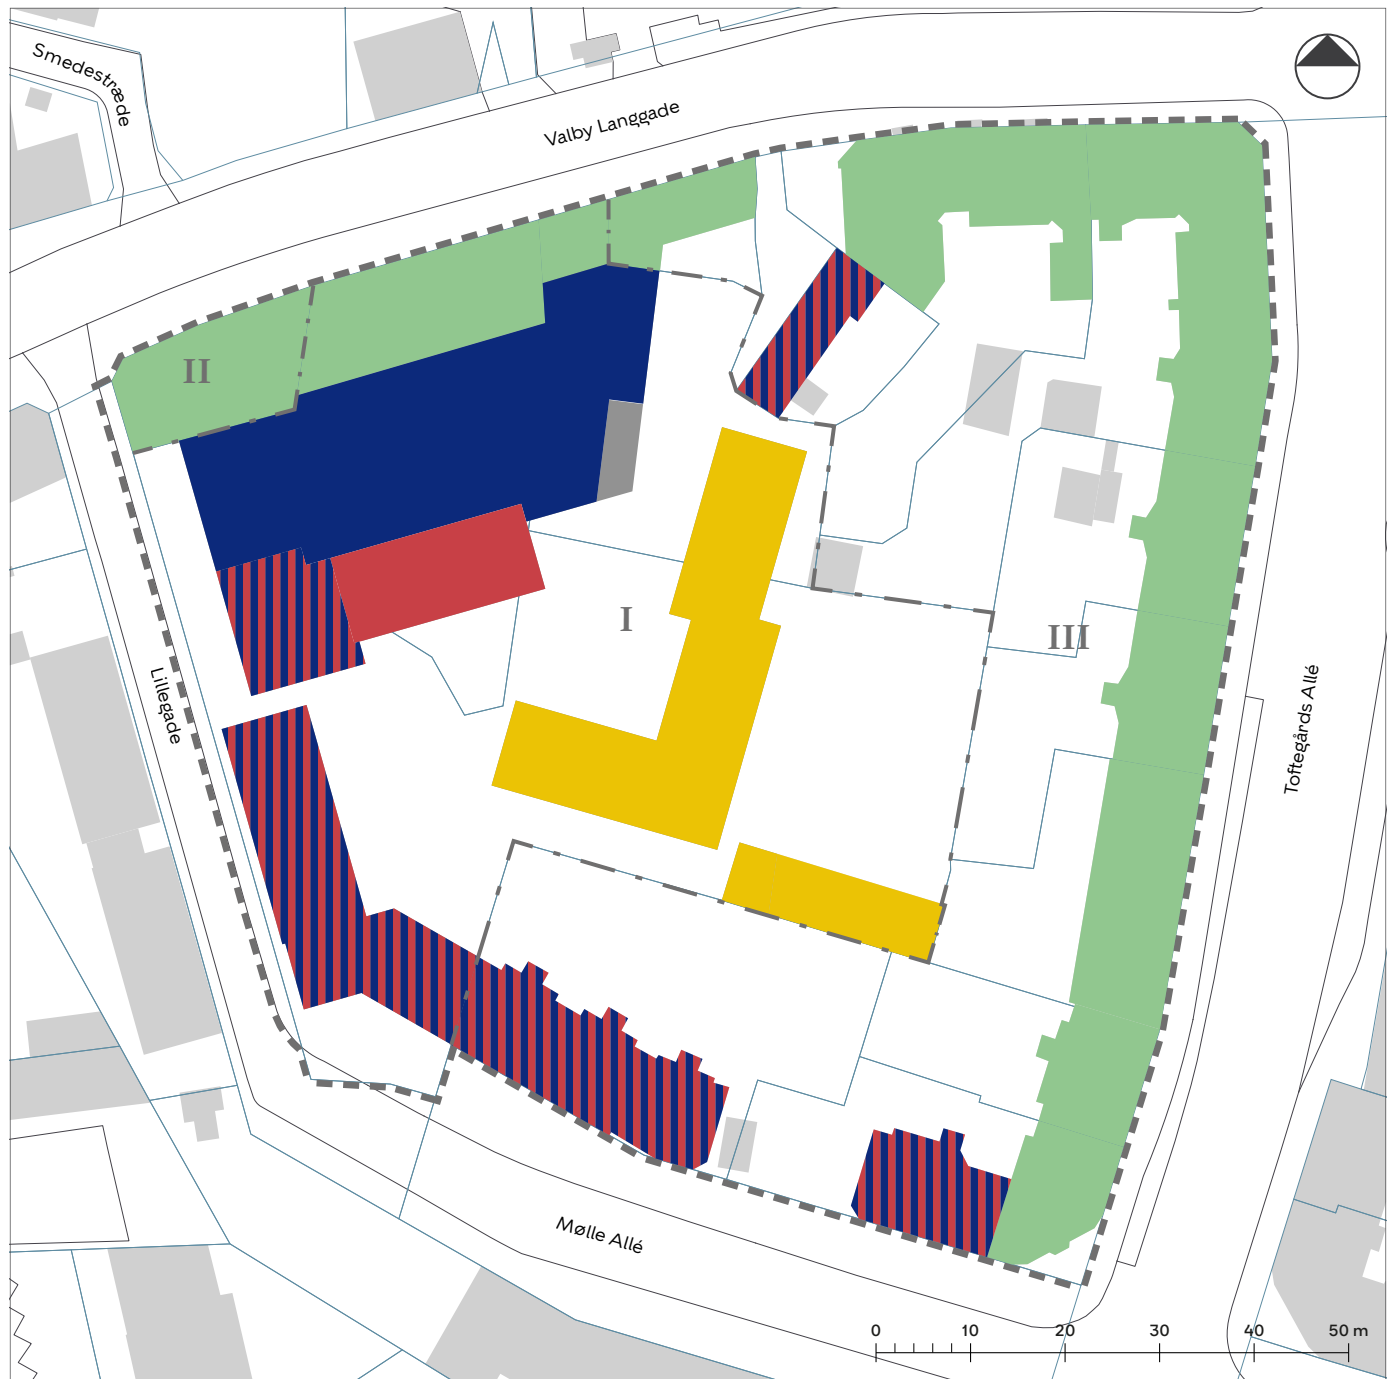 Smedestræde
Valby Langgade
II
I
III
Lillegade
Toftegårds Allé
Mølle Allé
0 10 20 30 40 50 m